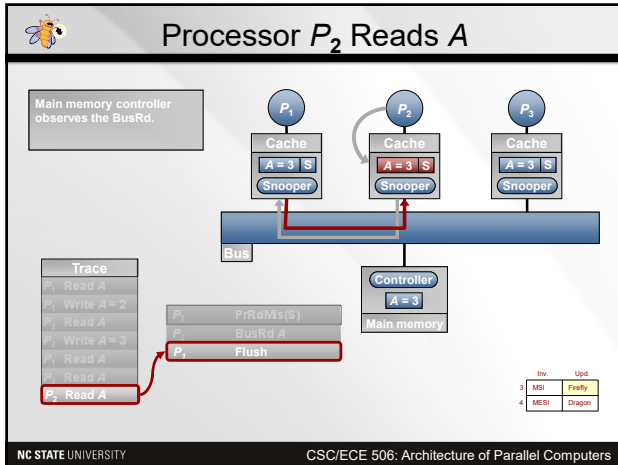 Processor P₂ Reads A
Main memory controller
observes the BusRd.
P₁
P₂
P₃
Cache
Cache
Cache
A = 3 S
A = 3 S
A = 3 S
Snooper
Snooper
Snooper
Bus
Controller
A = 3
Main memory
Trace
P₁ Read A
P₁ Write A = 2
P₃ Read A
P₃ Write A = 3
P₁ Read A
Read A
P₂ Read A
P₂ PrRdMis(S)
P₂ BusRd A
P₁ Flush
Inv. Upd.
3 MSI Firefly
4 MESI Dragon
NC STATE UNIVERSITY
CSC/ECE 506: Architecture of Parallel Computers